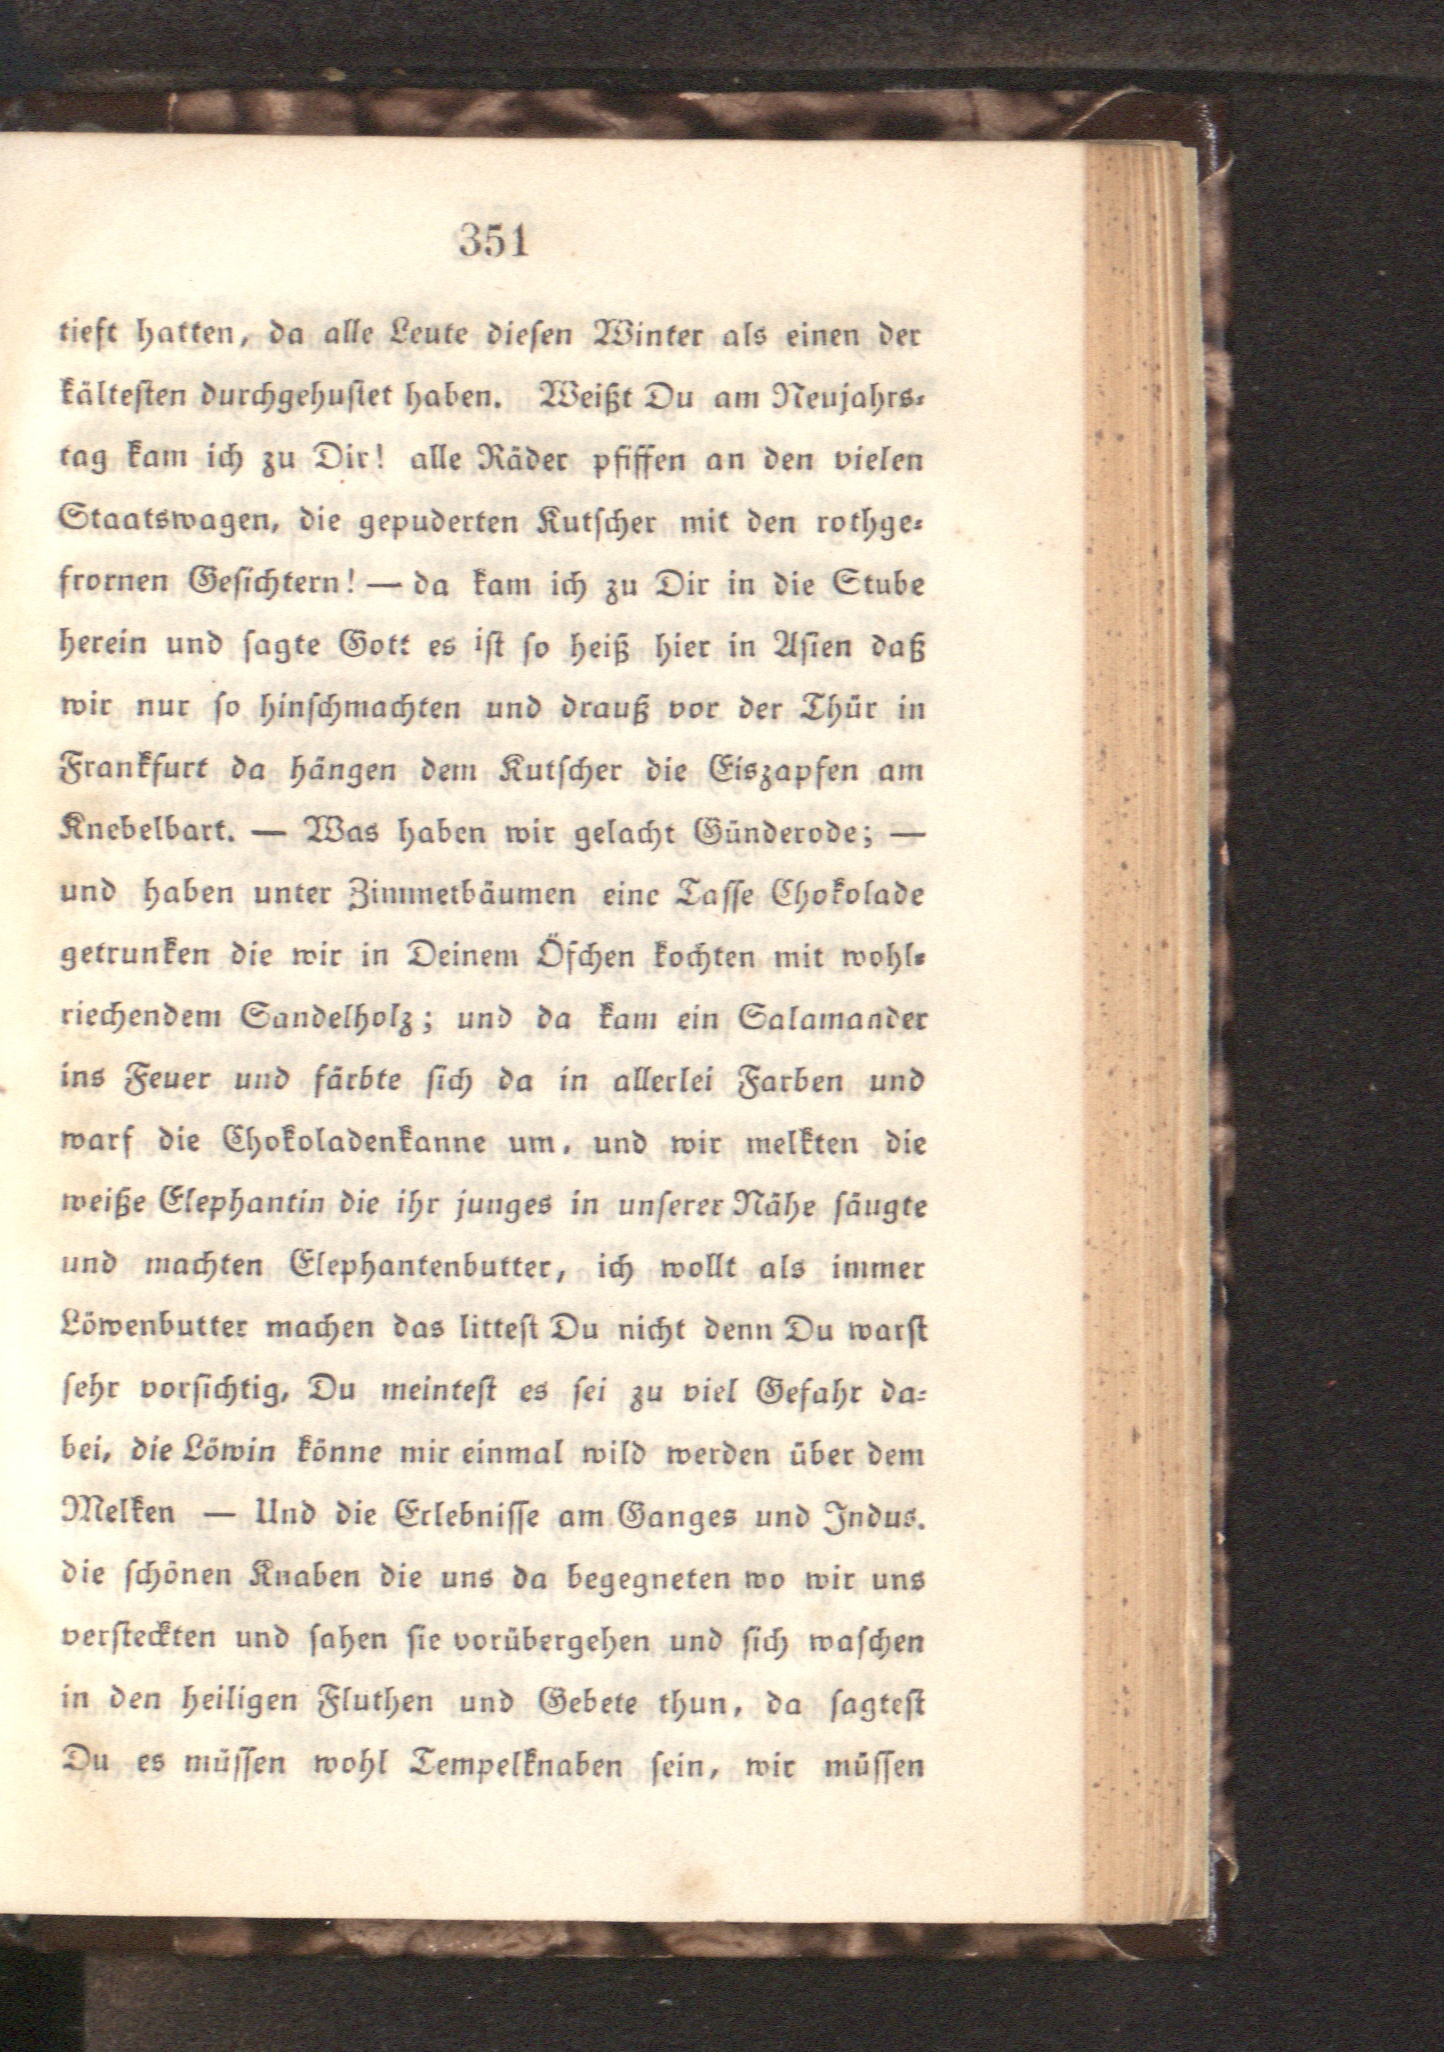 351
tieft hatten, da alle Leute dieſen Winter als einen der
kälteſten durchgehuſtet haben. Weißt Du am Neujahrs⸗
tag kam ich zu Dir! alle Räder pfiffen an den vielen
Staatswagen, die gepuderten Kutſcher mit den rothge⸗
frornen Geſichtern! — da kam ich zu Dir in die Stube
herein und ſagte Gott es iſt ſo heiß hier in Aſien daß
wir nur ſo hinſchmachten und drauß vor der Thür in
Frankfurt da hängen dem Kutſcher die Eiszapfen am
Knebelbart. — Was haben wir gelacht Günderode; —
und haben unter Zimmetbäumen eine Taſſe Chokolade
getrunken die wir in Deinem Öfchen kochten mit wohl⸗
riechendem Sandelholz; und da kam ein Salamander
ins Feuer und färbte ſich da in allerlei Farben und
warf die Chokoladenkanne um, und wir melkten die
weiße Elephantin die ihr junges in unſerer Nähe ſäugte
und machten Elephantenbutter, ich wollt als immer
Löwenbutter machen das litteſt Du nicht denn Du warſt
ſehr vorſichtig, Du meinteſt es ſei zu viel Gefahr da⸗
bei, die Löwin könne mir einmal wild werden über dem
Melken — Und die Erlebniſſe am Ganges und Indus.
die ſchönen Knaben die uns da begegneten wo wir uns
verſteckten und ſahen ſie vorübergehen und ſich waſchen
in den heiligen Fluthen und Gebete thun, da ſagteſt
Du es müſſen wohl Tempelknaben ſein, wir müſſen